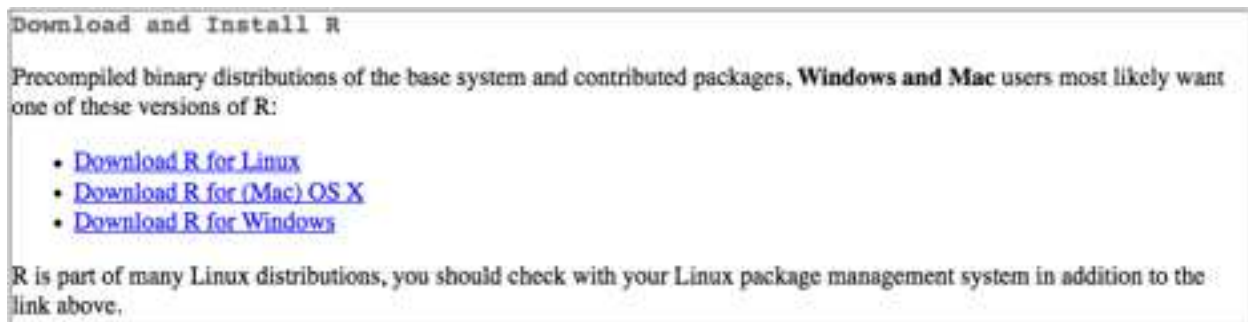 Download and Install R
Precompiled binary distributions of the base system and contributed packages, Windows and Mac users most likely want
one of these versions of R:
• Download R for Linux
• Download R for (Mac) OS X
• Download R for Windows
R is part of many Linux distributions, you should check with your Linux package management system in addition to the
link above.